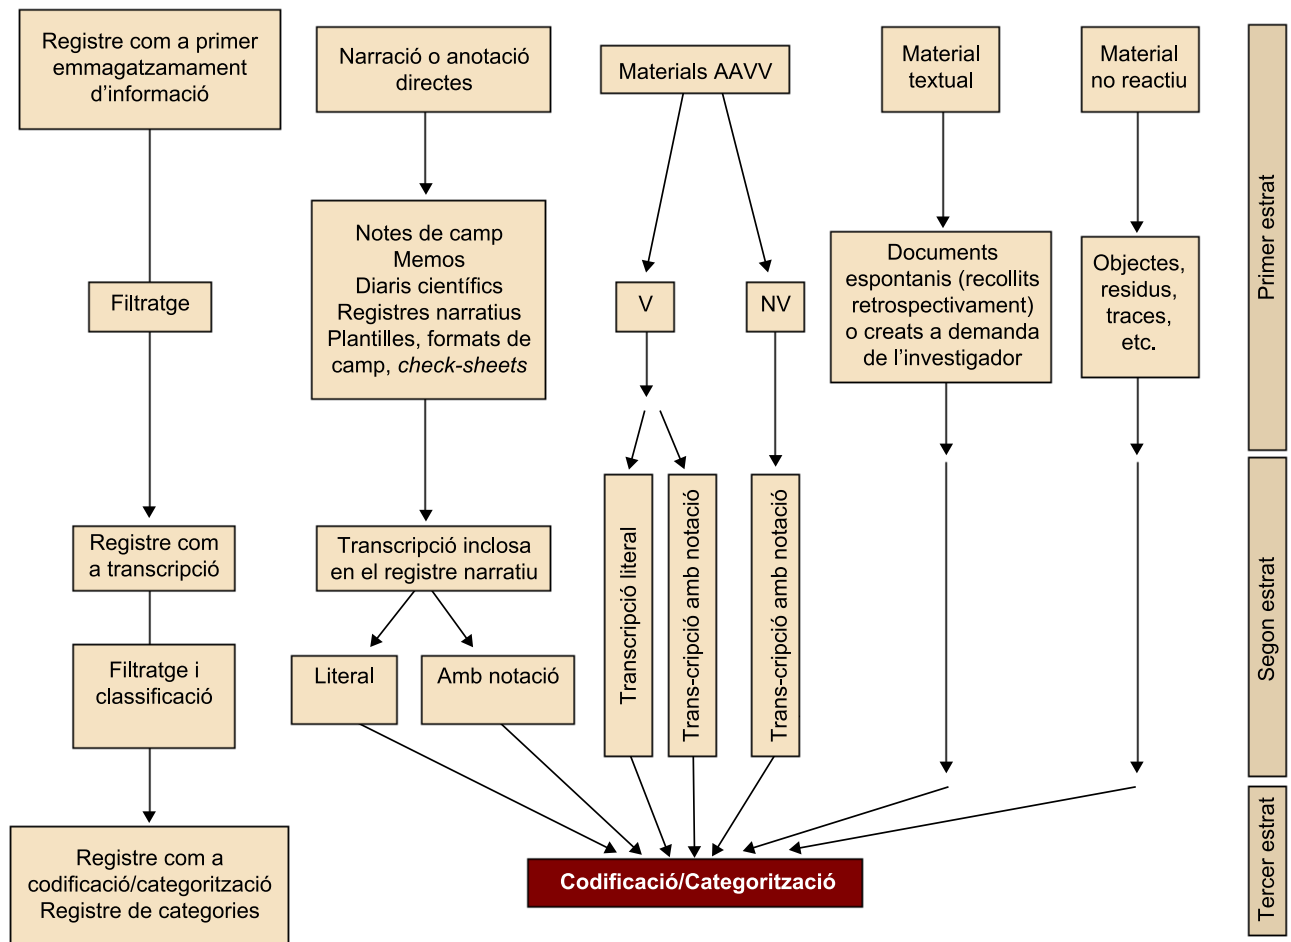 Registre com a primer
emmagatzamament
d’informació
Narració o anotació
directes
Materials AAVV
Material
textual
Material
no reactiu
Primer estrat
Filtratge
Notes de camp
Memos
Diaris científics
Registres narratius
Plantilles, formats de
camp, check-sheets
V
NV
Documents
espontanis (recollits
retrospectivament)
o creats a demanda
de l’investigador
Objectes,
residus,
traces,
etc.
Registre com
a transcripció
Transcripció inclosa
en el registre narratiu
Transcripció literal
Trans-cripció amb notació
Trans-cripció amb notació
Segon estrat
Filtratge i
classificació
Literal
Amb notació
Registre com a
codificació/categorització
Registre de categories
Codificació/Categorització
Tercer estrat